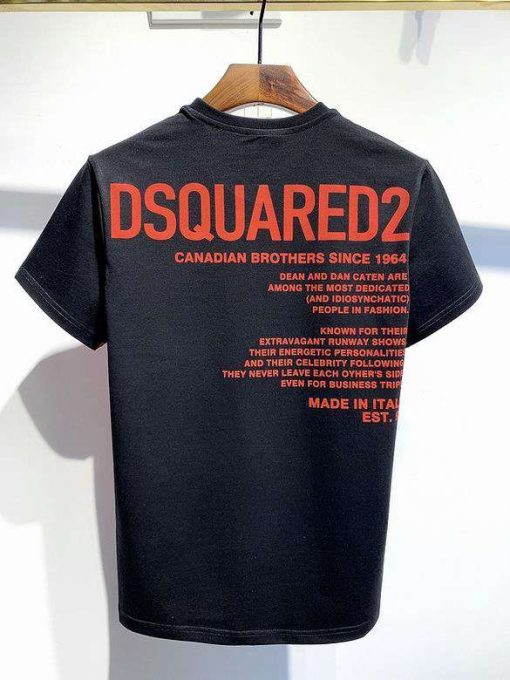 DSQUARED2
CANADIAN BROTHERS SINCE 1964
DEAN AND DAN CATEN ARE
AMONG THE MOST DEDICATED
(AND IDIOSYNCHATIC)
PEOPLE IN FASHION.
KNOWN FOR THEIR
EXTRAVAGANT RUNWAY SHOWS
THEIR ENERGETIC PERSONALITIES
AND THEIR CELEBRITY FOLLOWING
THEY NEVER LEAVE EACH OYHER'S SIDE
EVEN FOR BUSINESS TRIP
MADE IN ITAL
EST.